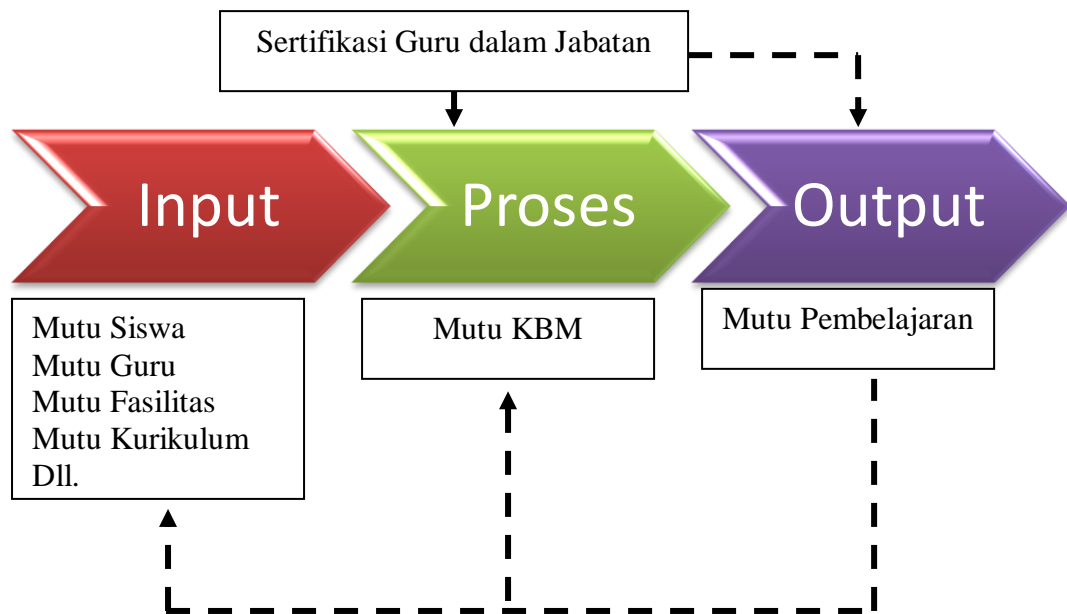 Sertifikasi Guru dalam Jabatan
Input
Proses
Output
Mutu Siswa
Mutu Guru
Mutu Fasilitas
Mutu Kurikulum
Dll.
Mutu KBM
Mutu Pembelajaran